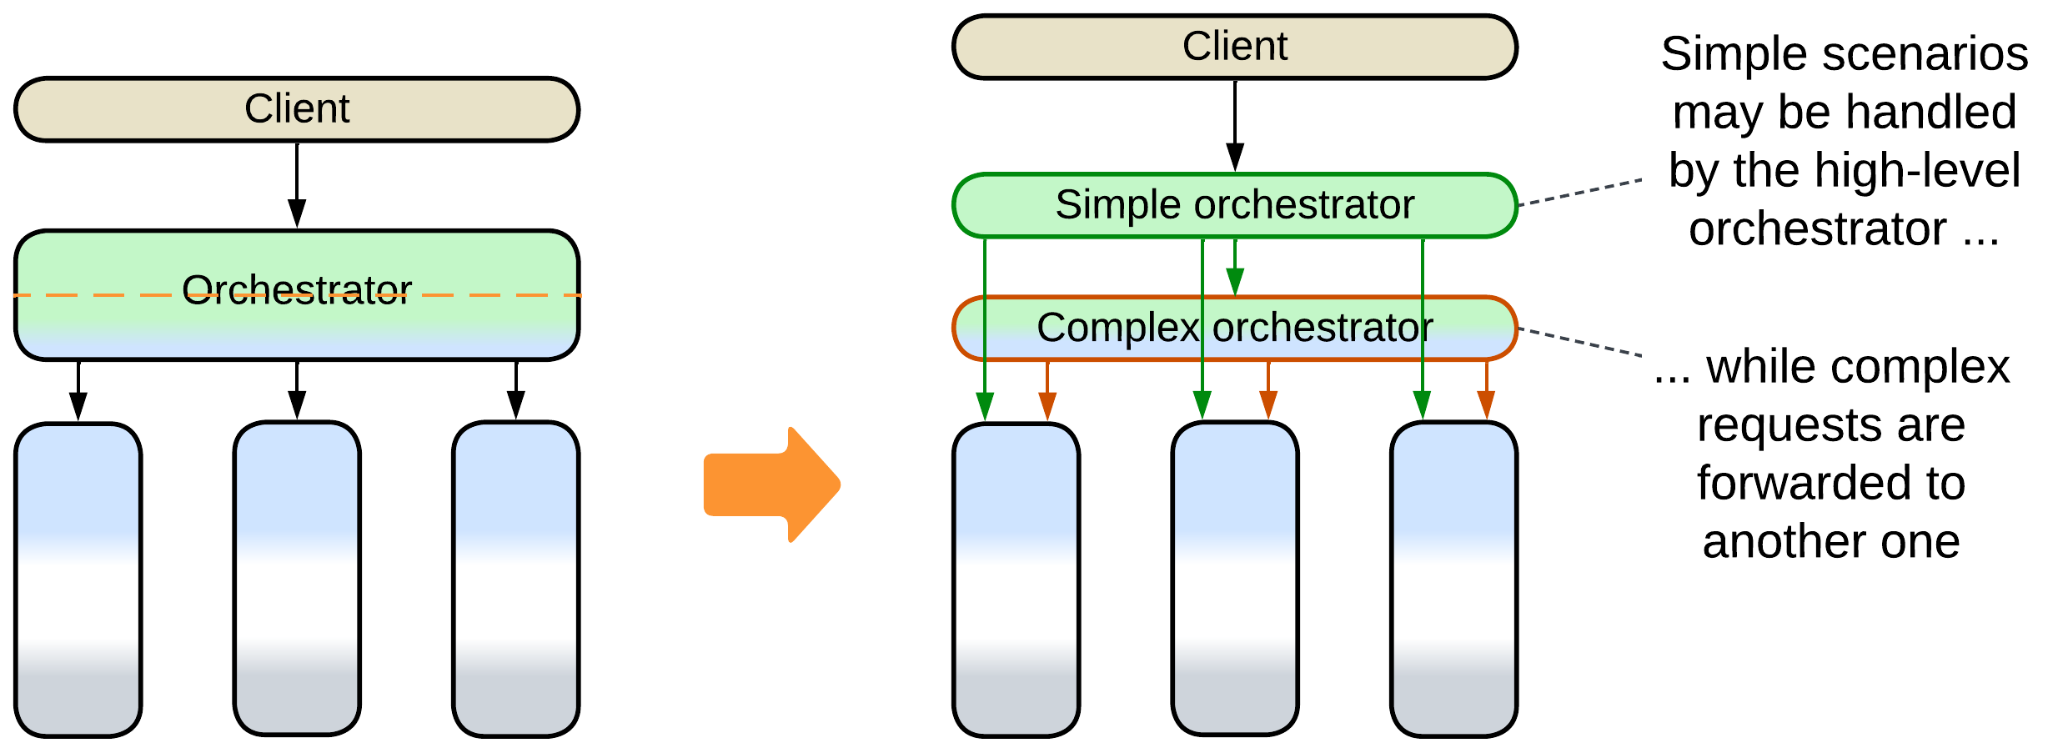 Client
Orchestrator
Client
Simple orchestrator
Complex orchestrator
Simple scenarios
may be handled
by the high-level
orchestrator ...
... while complex
requests are
forwarded to
another one